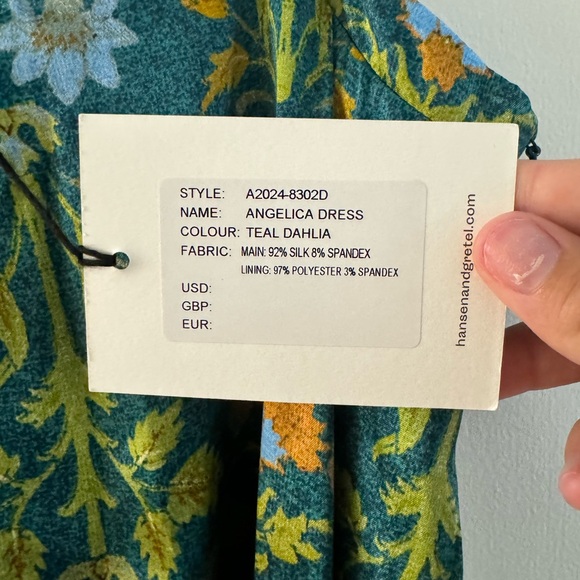 STYLE: A2024-8302D
NAME: ANGELICA DRESS
COLOUR: TEAL DAHLIA
FABRIC: MAIN: 92% SILK 8% SPANDEX
LINING: 97% POLYESTER 3% SPANDEX
USD:
GBP:
EUR:
hansenandgretel.com